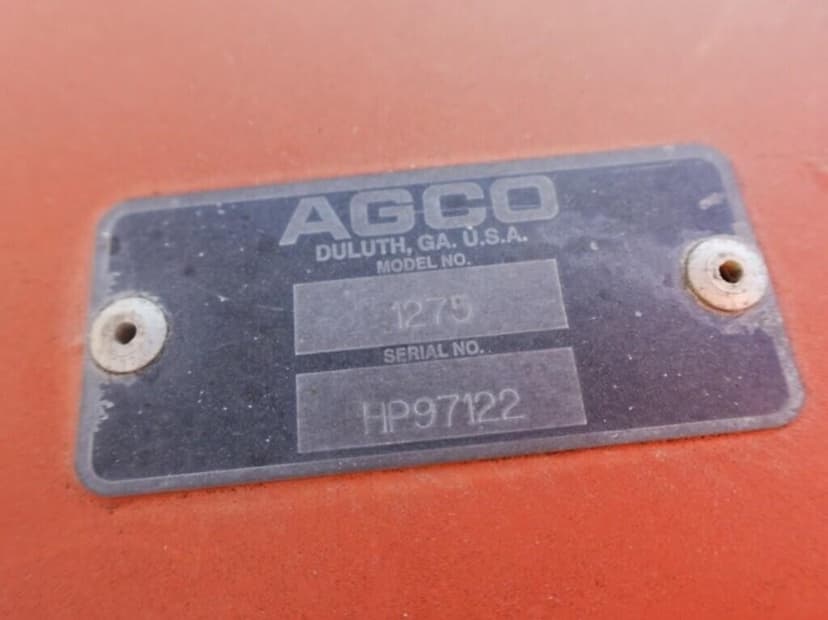 AGCO
DULUTH, GA. U.S.A.
MODEL NO.
1275
SERIAL NO.
HP97122